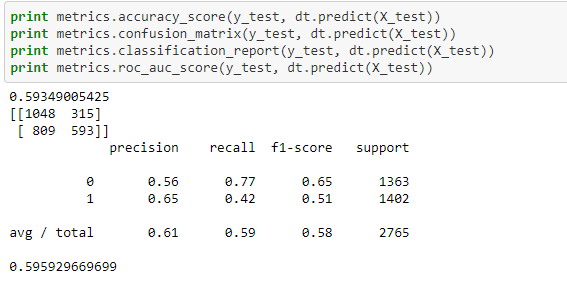 print metrics.accuracy_score(y_test, dt.predict(X_test))
print metrics.confusion_matrix(y_test, dt.predict(X_test))
print metrics.classification_report(y_test, dt.predict(X_test))
print metrics.roc_auc_score(y_test, dt.predict(X_test))
0.59349005425
[[1048  315]
 [ 809  593]]
             precision    recall  f1-score   support
          0       0.56      0.77      0.65      1363
          1       0.65      0.42      0.51      1402
avg / total       0.61      0.59      0.58      2765
0.595929669699